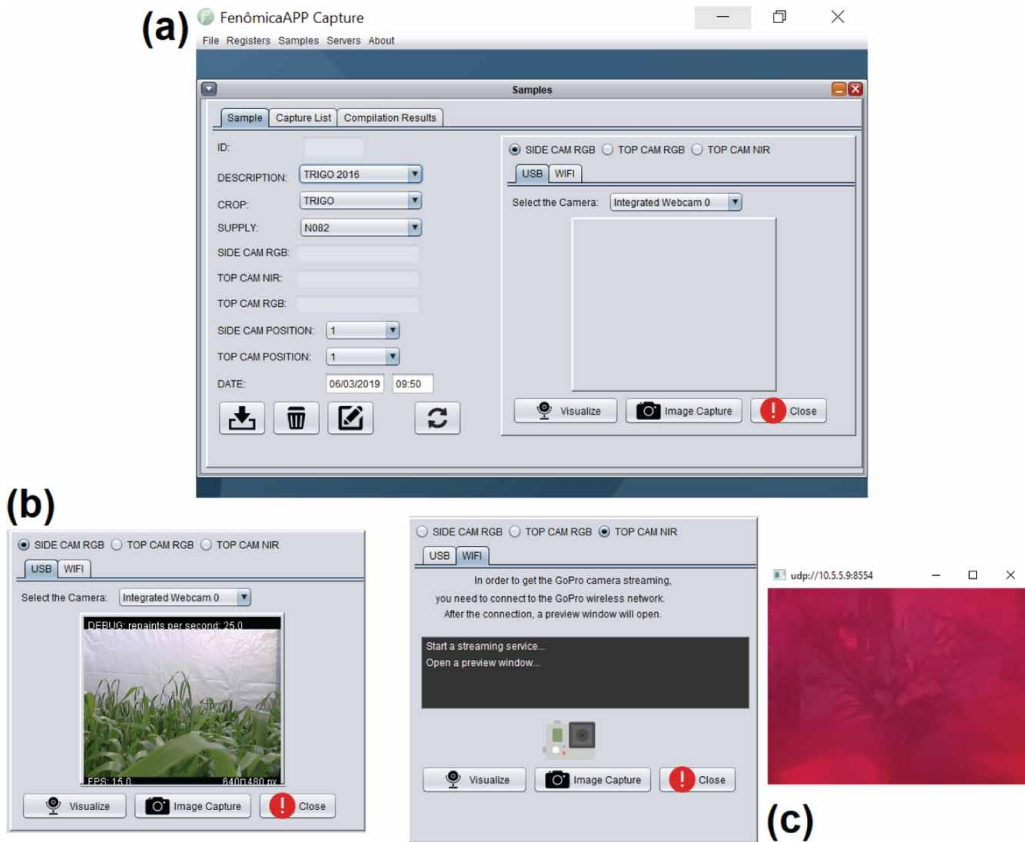 (a)
FenômicaAPP Capture
File Registers Samples Servers About
Samples
Sample Capture List Compilation Results
ID:
DESCRIPTION: TRIGO 2016
CROP: TRIGO
SUPPLY: N082
SIDE CAM RGB:
TOP CAM NIR:
TOP CAM RGB:
SIDE CAM POSITION: 1
TOP CAM POSITION: 1
DATE: 06/03/2019 09:50
SIDE CAM RGB TOP CAM RGB TOP CAM NIR
USB WIFI
Select the Camera: Integrated Webcam 0
Visualize Image Capture Close
(b)
SIDE CAM RGB TOP CAM RGB TOP CAM NIR
USB WIFI
Select the Camera: Integrated Webcam 0
DEBUG: repaints per second: 25.0
FPS: 15.0 640□480 px
Visualize Image Capture Close
SIDE CAM RGB TOP CAM RGB TOP CAM NIR
USB WIFI
In order to get the GoPro camera streaming,
you need to connect to the GoPro wireless network.
After the connection, a preview window will open.
Start a streaming service...
Open a preview window...
Visualize Image Capture Close
udp://10.5.5.9:8554
(c)